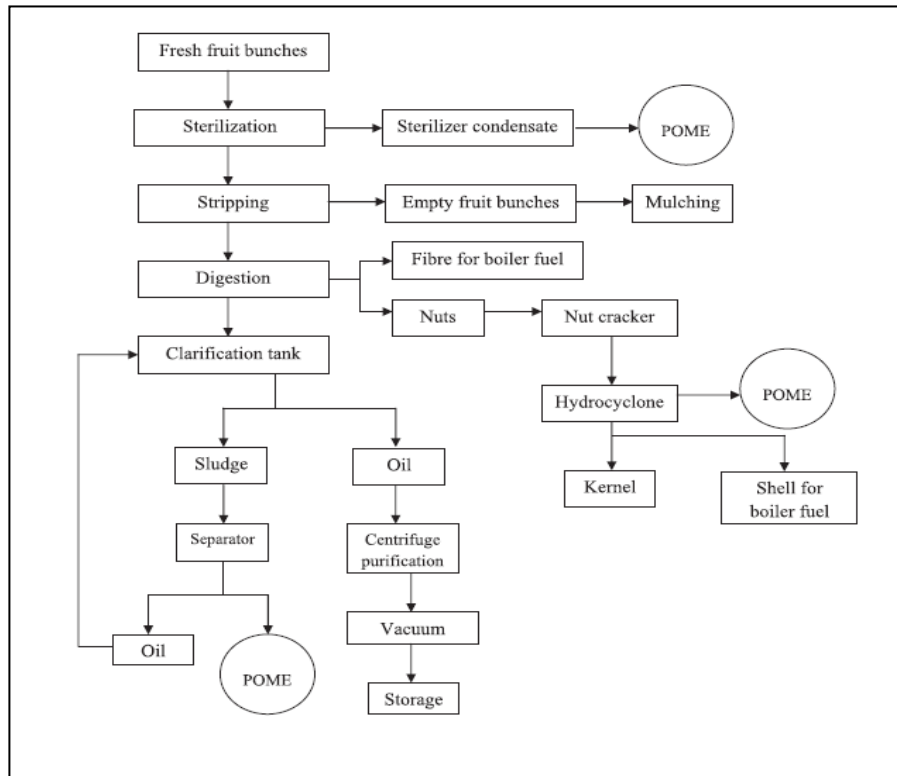 Fresh fruit bunches
Sterilization
Sterilizer condensate
POME
Stripping
Empty fruit bunches
Mulching
Fibre for boiler fuel
Digestion
Nuts
Nut cracker
Clarification tank
POME
Hydrocyclone
Sludge
Oil
Kernel
Shell for
boiler fuel
Separator
Centrifuge
purification
Vacuum
Oil
POME
Storage